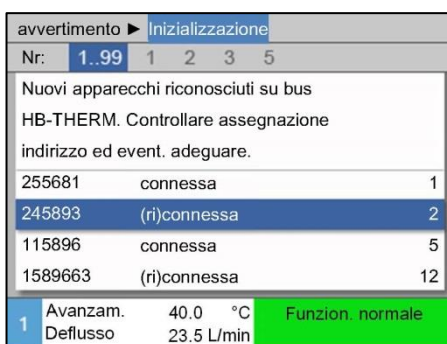 avvertimento ► Inizializzazione
Nr: 1..99 1 2 3 5
Nuovi apparecchi riconosciuti su bus
HB-THERM. Controllare assegnazione
indirizzo ed event. adeguare.
255681 connessa 1
245893 (ri)connessa 2
115896 connessa 5
1589663 (ri)connessa 12
1 Avanzam. 40.0 °C Funzion. normale
Deflusso 23.5 L/min